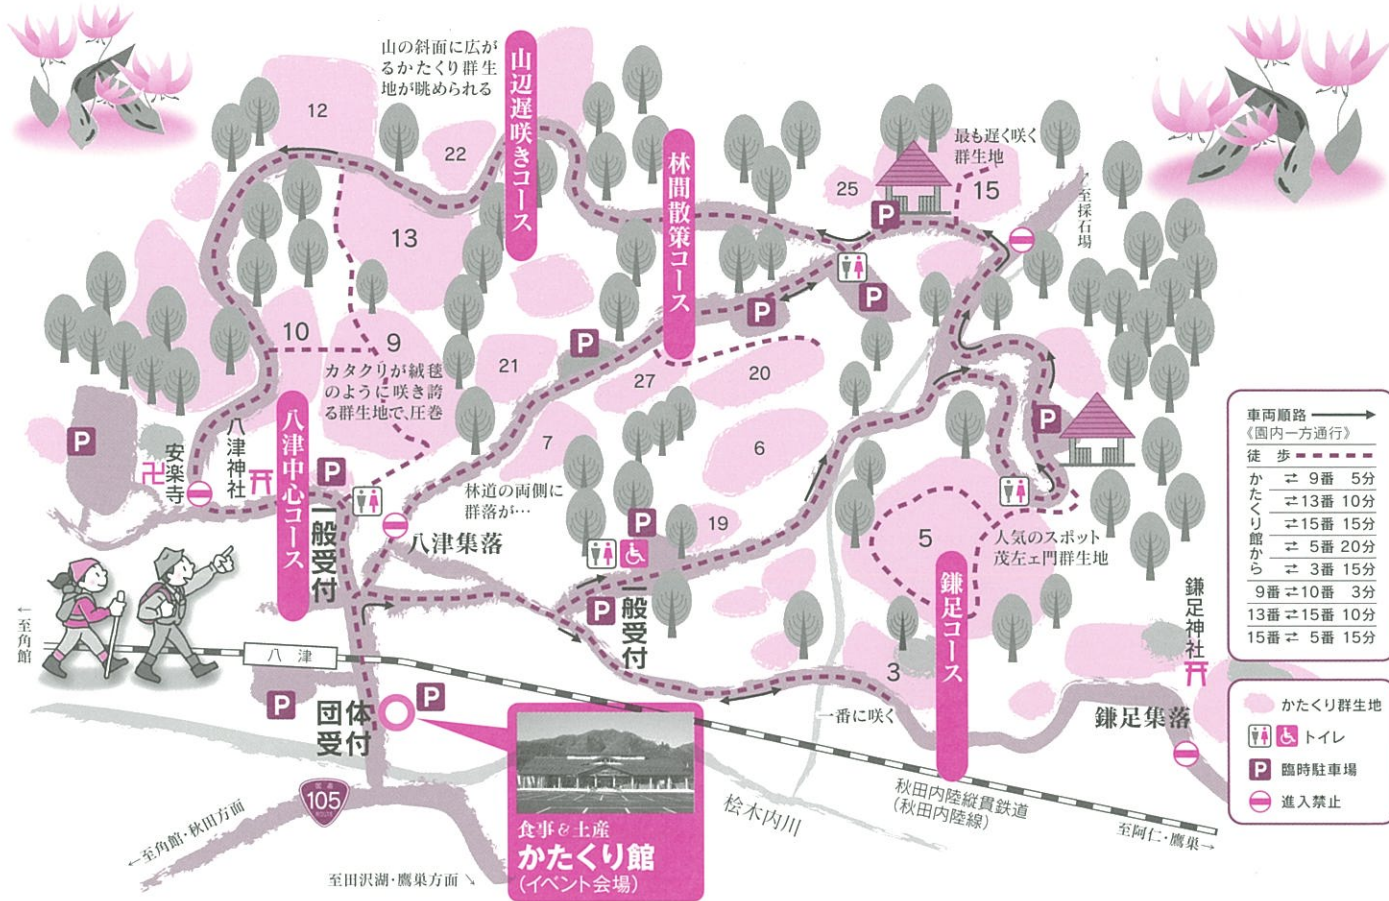 山の斜面に広が
るかたくり群生
地が眺められる
山辺遅咲きコース
林間散策コース
最も遅く咲く
群生地
12
22
25
15
P
至採石場
13
P
P
10
9
P
21
27
20
カタクリが絨毯
のように咲き誇
る群生地で、圧巻
八津中心コース
P
安楽寺
八津神社
P
一般受付
7
6
P
林道の両側に
群落が…
八津集落
19
P
P
一般受付
5
人気のスポット
茂左ェ門群生地
鎌足コース
鎌足神社
3
一番に咲く
鎌足集落
←至角館
八津
P
P
団体
受付
国道
105
ROUTE
←至角館・秋田方面
至田沢湖・鷹巣方面
食事&土産
かたくり館
(イベント会場)
桧木内川
秋田内陸縦貫鉄道
(秋田内陸線)
至阿仁・鷹巣→
車両順路
《園内一方通行》
徒歩
かたくり館から
⇄ 9番 5分
⇄13番 10分
⇄15番 15分
⇄ 5番 20分
⇄ 3番 15分
9番⇄10番 3分
13番⇄15番 10分
15番⇄ 5番 15分
かたくり群生地
トイレ
P 臨時駐車場
進入禁止